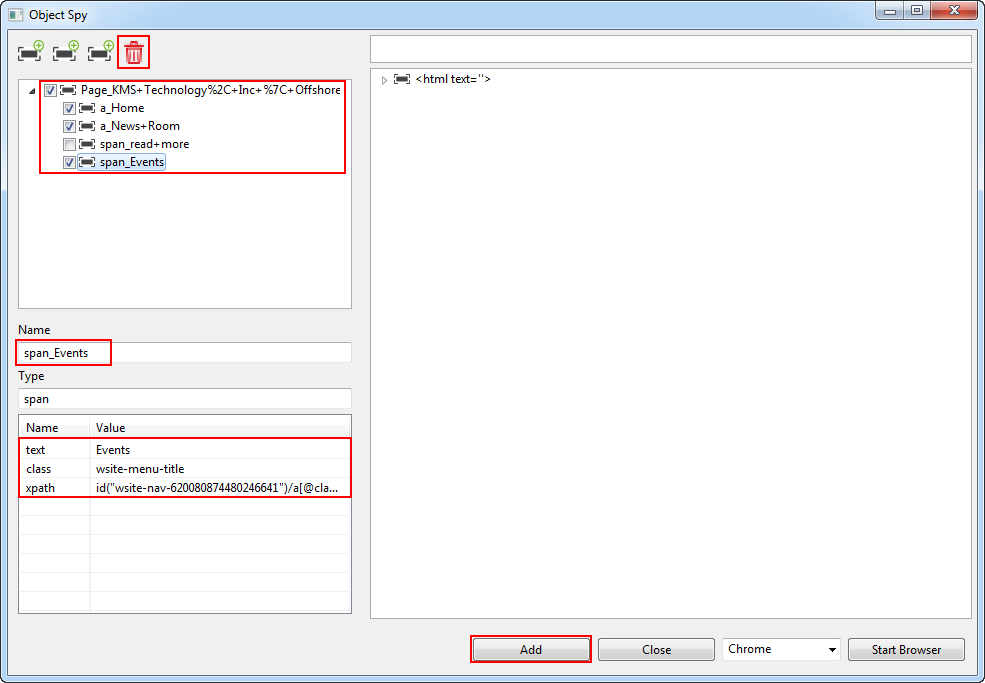 Object Spy
Page_KMS+Technology%2C+Inc+%7C+Offshore
a_Home
a_News+Room
span_read+more
span_Events
<html text=''>
Name
span_Events
Type
span
Name Value
text Events
class wsite-menu-title
xpath id("wsite-nav-620080874480246641")/a[@cla...
Add Close Chrome Start Browser